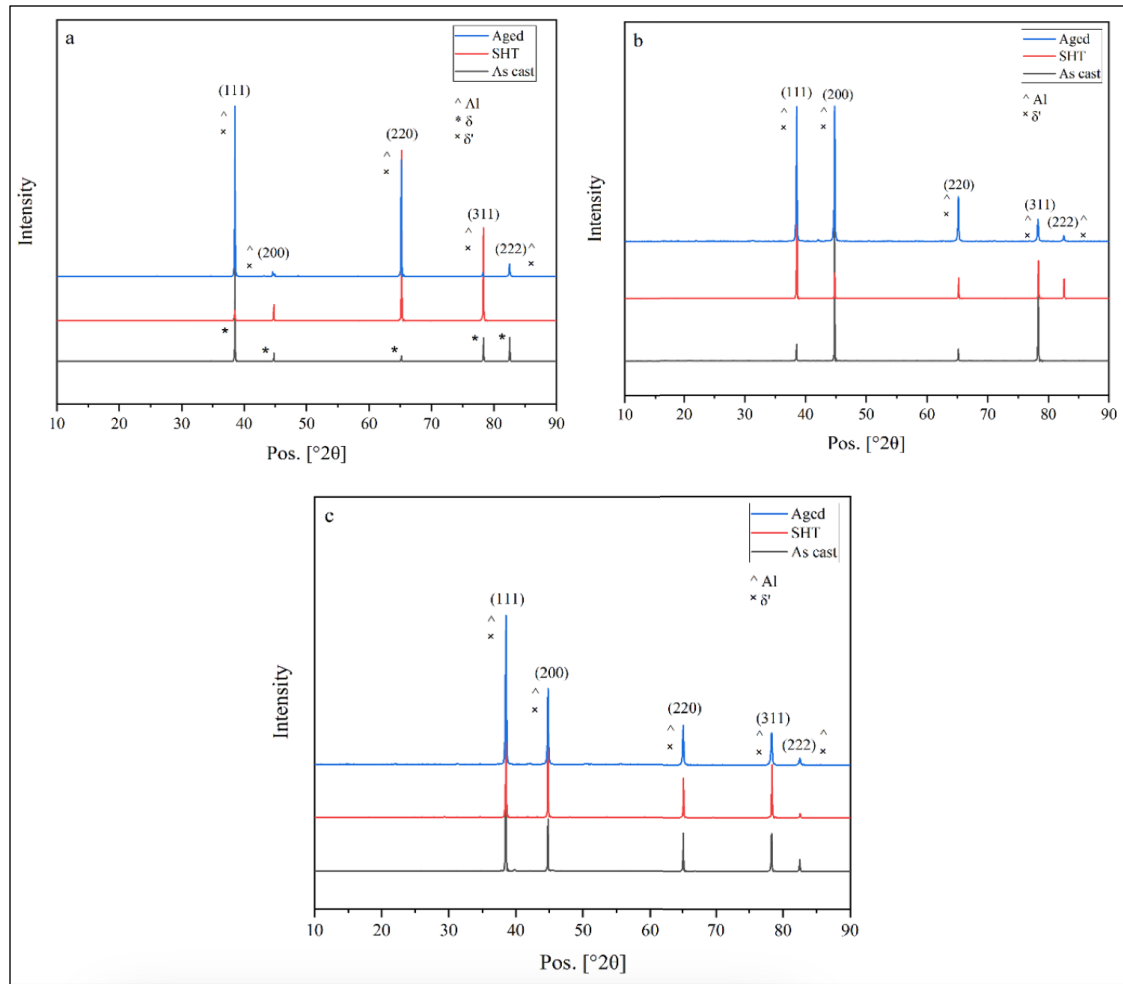 a
Aged
SHT
As cast
^ Al
* δ
× δ'
(111)
^
×
^
×
(200)
(220)
^
×
(311)
^
×
(222) ^
×
*
*
*
*
*
Intensity
10 20 30 40 50 60 70 80 90
Pos. [°2θ]
b
Aged
SHT
As cast
^ Al
× δ'
(111)
^
×
(200)
^
×
(220)
^
×
(311)
^
×
(222) ^
×
Intensity
10 20 30 40 50 60 70 80 90
Pos. [°2θ]
c
Aged
SHT
As cast
^ Al
× δ'
(111)
^
×
(200)
^
×
(220)
^
×
(311)
^
×
(222) ^
×
Intensity
10 20 30 40 50 60 70 80 90
Pos. [°2θ]